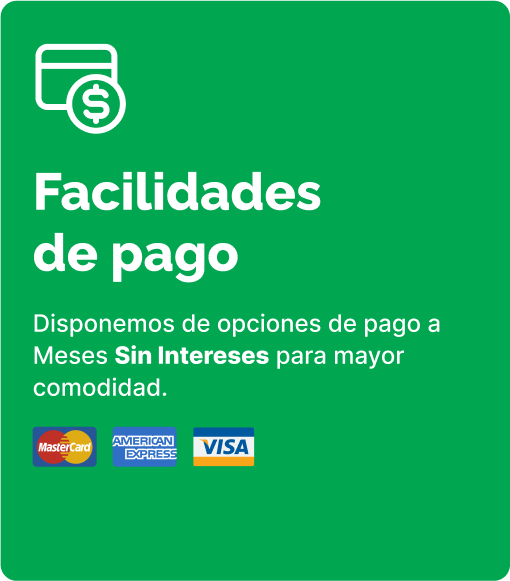 $
Facilidades
de pago
Disponemos de opciones de pago a
Meses Sin Intereses para mayor
comodidad.
MasterCard
AMERICAN
EXPRESS
VISA